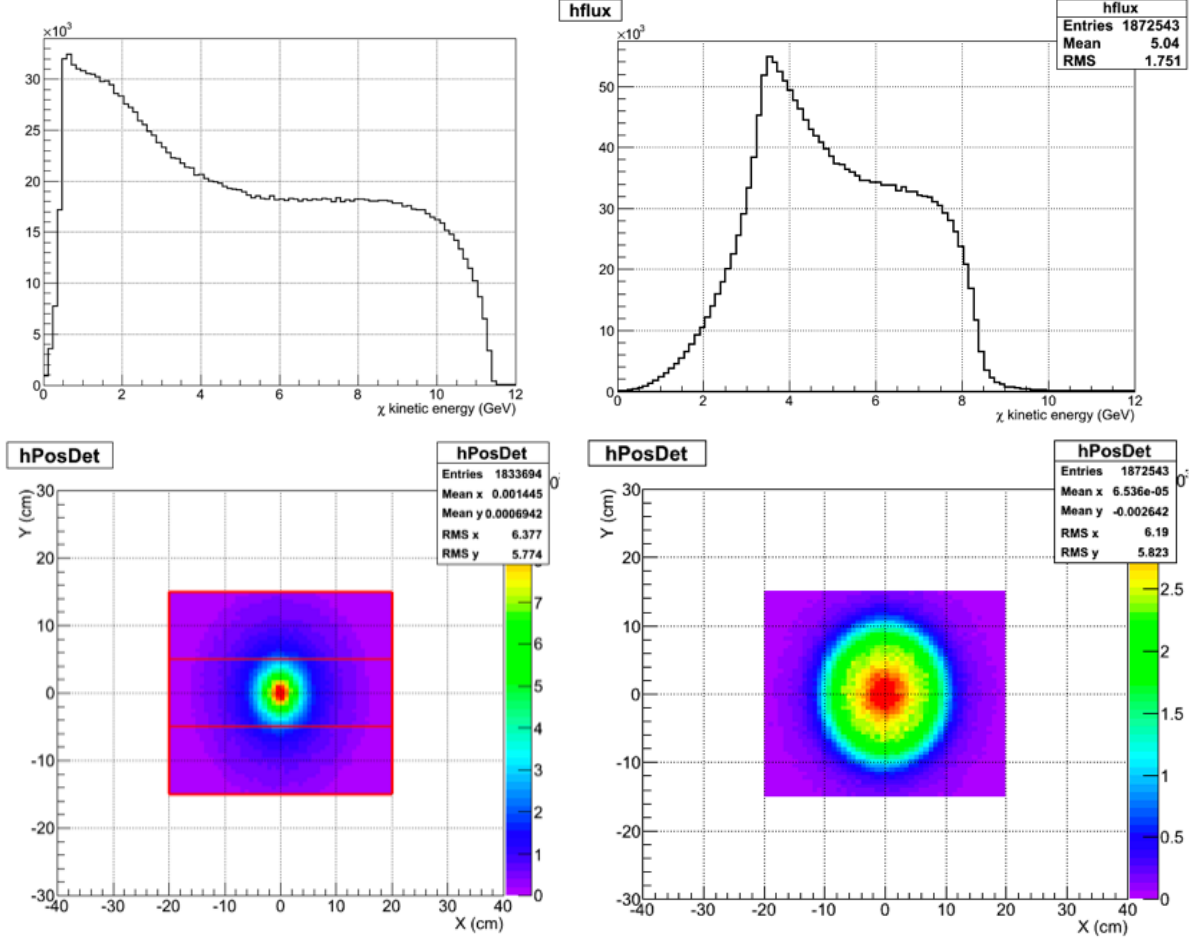 ×10³
30
25
20
15
10
5
0
0 2 4 6 8 10 12
χ kinetic energy (GeV)
hflux
hflux
Entries 1872543
Mean 5.04
RMS 1.751
×10³
50
40
30
20
10
0
0 2 4 6 8 10 12
χ kinetic energy (GeV)
hPosDet
hPosDet
Entries 1833694
Mean x 0.001445
Mean y 0.0006942
RMS x 6.377
RMS y 5.774
Y (cm)
30
20
10
0
-10
-20
-30
-40 -30 -20 -10 0 10 20 30 40
X (cm)
0
7
6
5
4
3
2
1
0
hPosDet
hPosDet
Entries 1872543
Mean x 6.536e-05
Mean y -0.002642
RMS x 6.19
RMS y 5.823
Y (cm)
30
20
10
0
-10
-20
-30
-40 -30 -20 -10 0 10 20 30 40
X (cm)
2.5
2
1.5
1
0.5
0